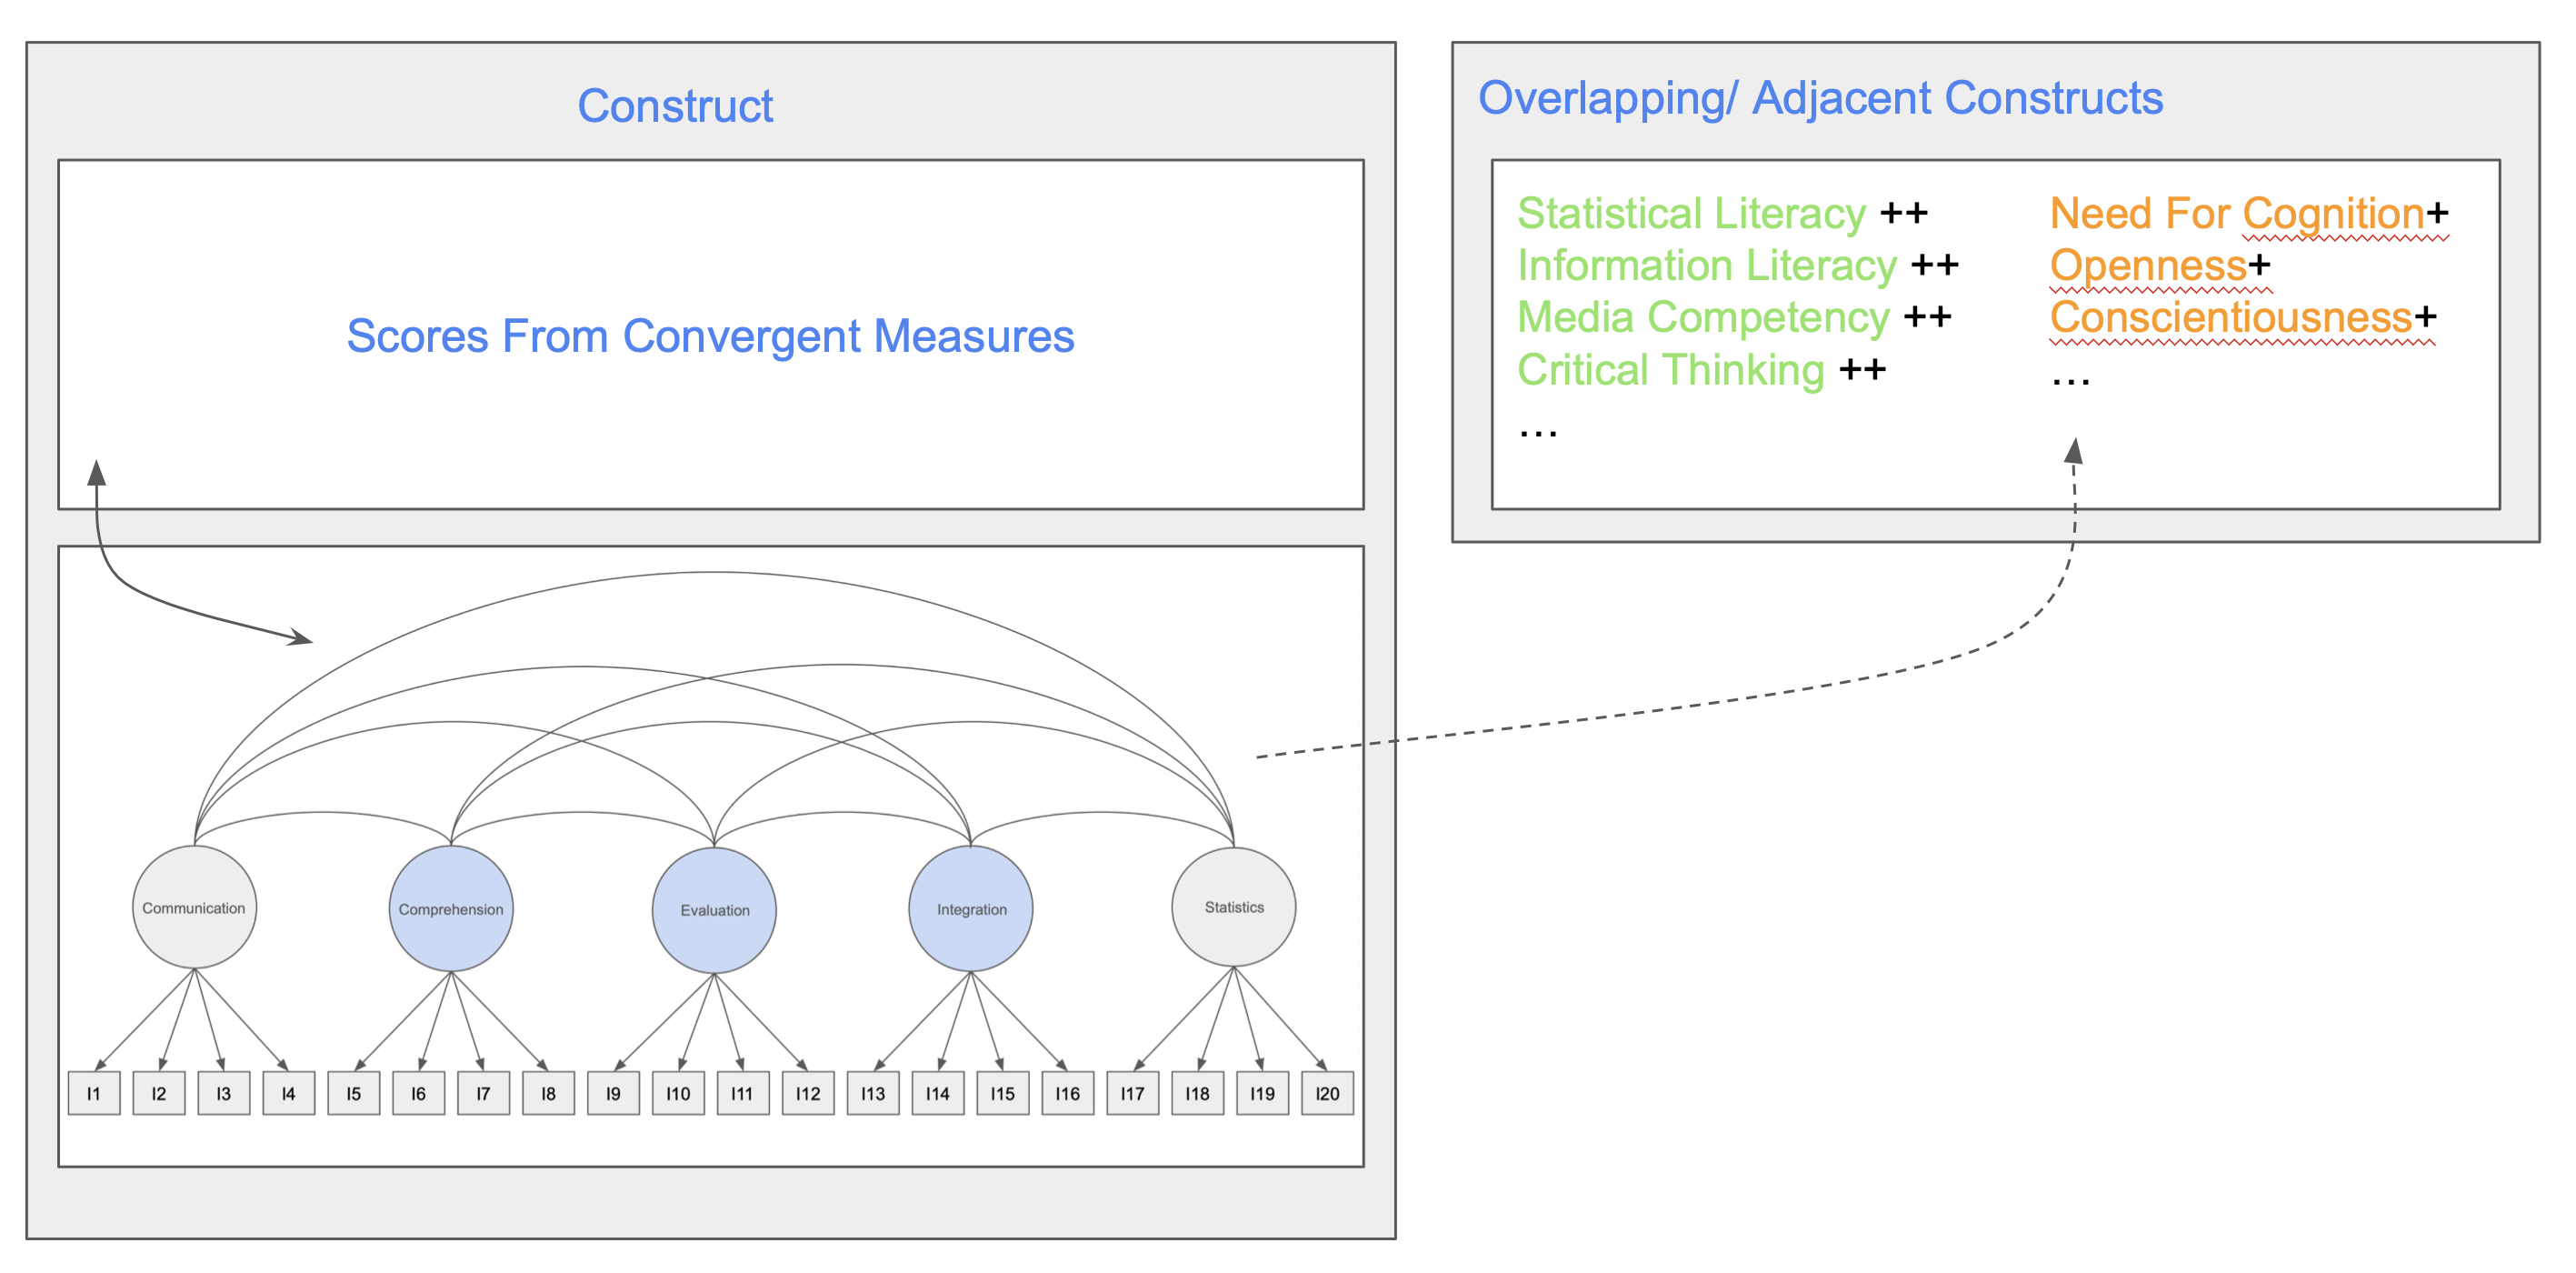 Construct
Scores From Convergent Measures
Communication
Comprehension
Evaluation
Integration
Statistics
I1 I2 I3 I4 I5 I6 I7 I8 I9 I10 I11 I12 I13 I14 I15 I16 I17 I18 I19 I20
Overlapping/ Adjacent Constructs
Statistical Literacy ++
Information Literacy ++
Media Competency ++
Critical Thinking ++
...
Need For Cognition+
Openness+
Conscientiousness+
...